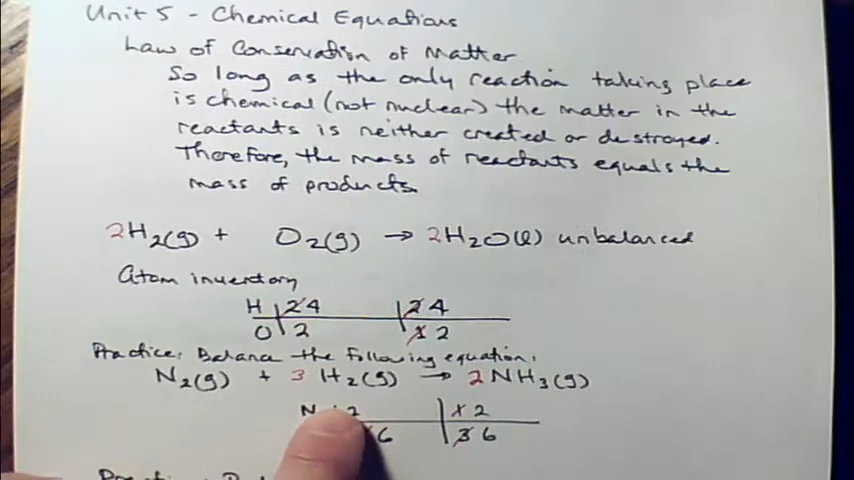 Unit 5 - Chemical Equations
Law of Conservation of Matter
So long as the only reaction taking place
is chemical (not nuclear) the matter in the
reactants is neither created or destroyed.
Therefore, the mass of reactants equals the
mass of products.
2H₂(g) + O₂(g) → 2H₂O(l) unbalanced
Atom inventory
H 2 4 2 4
O 2 1 2
Practice: Balance the following equation:
N₂(g) + 3 H₂(g) → 2NH₃(g)
N 2 1 2
6 3 6